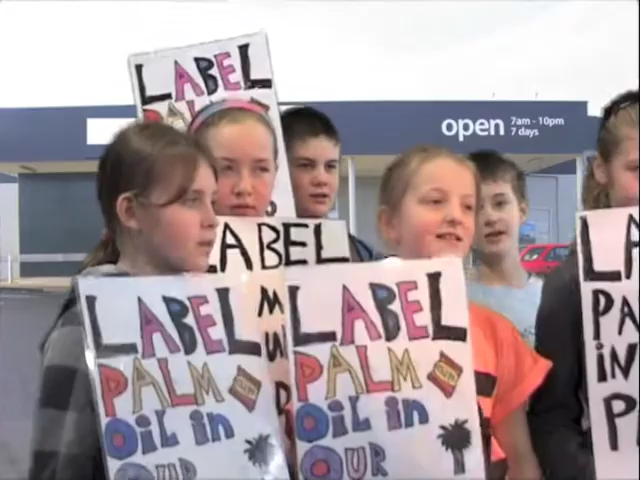 LABEL
PALM
open 7am - 10pm
7 days
LABEL
LABEL
PALM
OIL in
OUR
LABEL
PALM
OIL in
OUR
LA
PA
iN
P